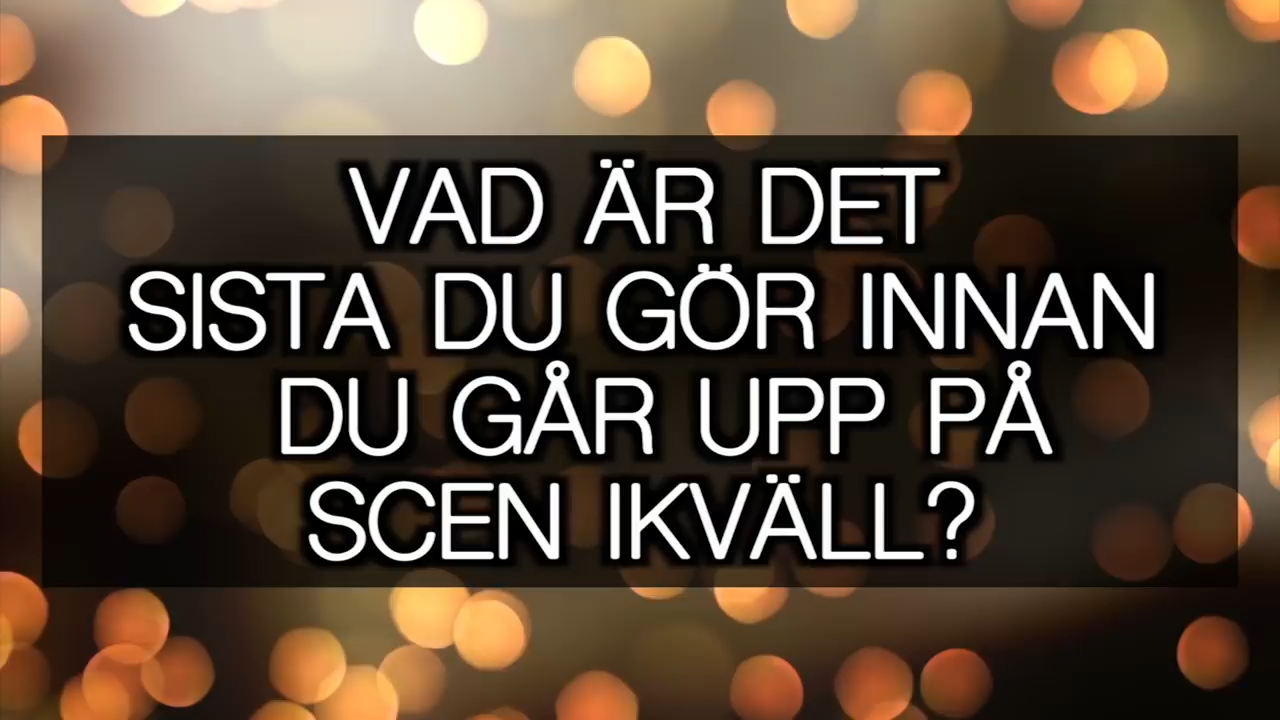 VAD ÄR DET
SISTA DU GÖR INNAN
DU GÅR UPP PÅ
SCEN IKVÄLL?